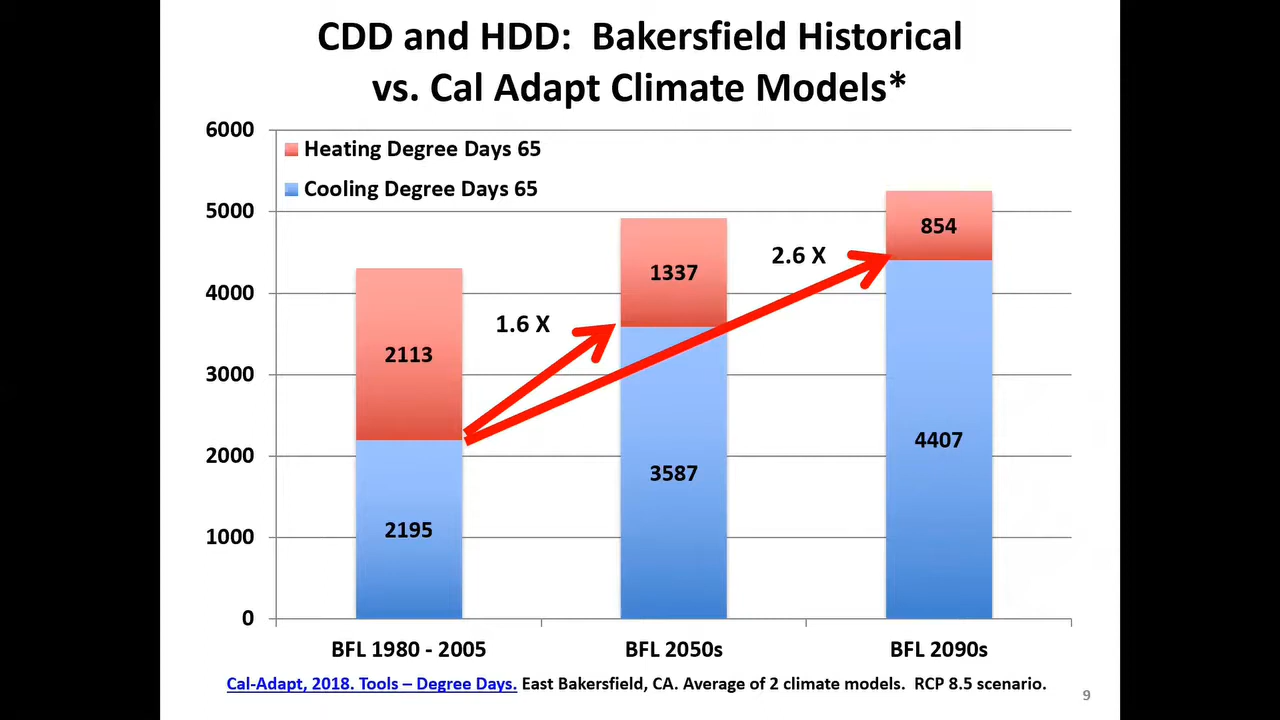 CDD and HDD: Bakersfield Historical
vs. Cal Adapt Climate Models*
6000
Heating Degree Days 65
Cooling Degree Days 65
5000
854
2.6 X
1337
4000
1.6 X
2113
3000
4407
3587
2000
2195
1000
0
BFL 1980 - 2005
BFL 2050s
BFL 2090s
Cal-Adapt, 2018. Tools – Degree Days. East Bakersfield, CA. Average of 2 climate models. RCP 8.5 scenario.
9